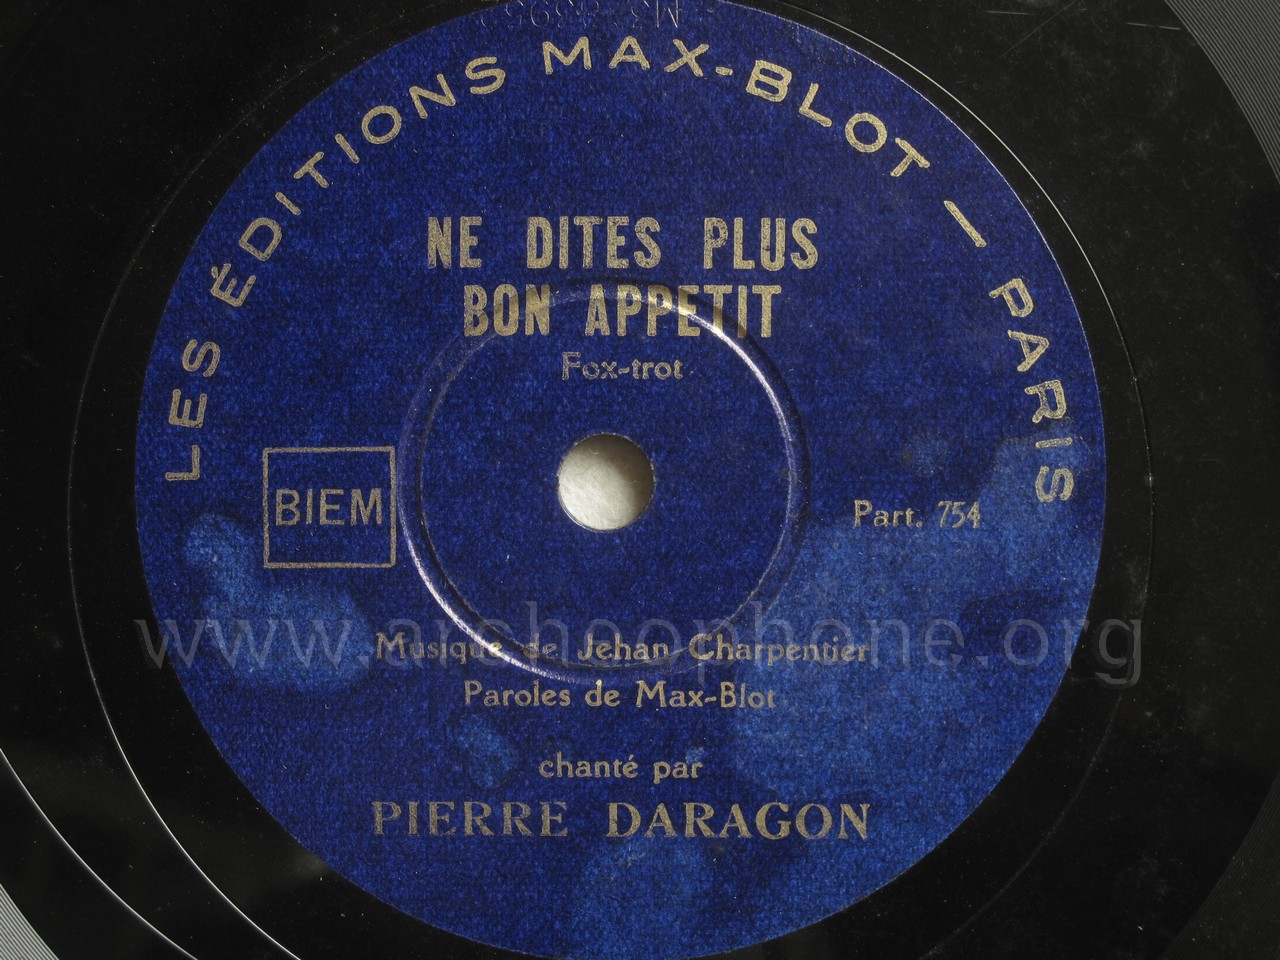 LES ÉDITIONS MAX-BLOT — PARIS
NE DITES PLUS
BON APPETIT
Fox-trot
BIEM
Part. 754
www.archeophone.org
Musique de Jehan Charpentier
Paroles de Max-Blot
chanté par
PIERRE DARAGON